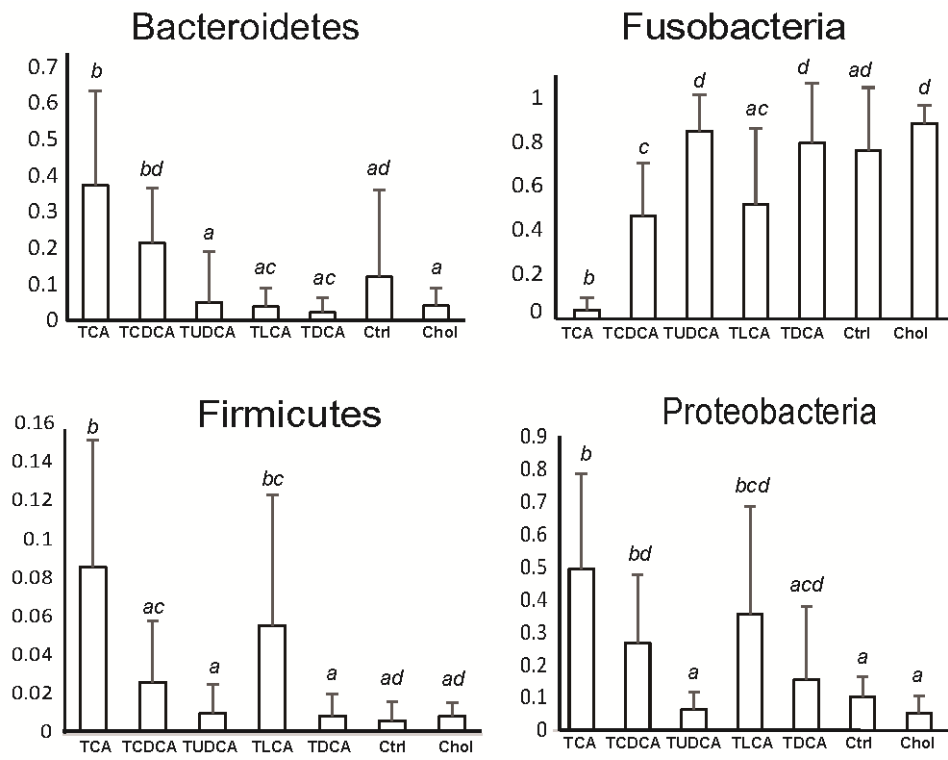 Bacteroidetes
0.7
0.6
0.5
0.4
0.3
0.2
0.1
0
b
bd
a
ac
ac
ad
a
TCA TCDCA TUDCA TLCA TDCA Ctrl Chol
Fusobacteria
1
0.8
0.6
0.4
0.2
0
b
c
d
ac
d
ad
d
TCA TCDCA TUDCA TLCA TDCA Ctrl Chol
Firmicutes
0.16
0.14
0.12
0.1
0.08
0.06
0.04
0.02
0
b
ac
a
bc
a
ad
ad
TCA TCDCA TUDCA TLCA TDCA Ctrl Chol
Proteobacteria
0.9
0.8
0.7
0.6
0.5
0.4
0.3
0.2
0.1
0
b
bd
a
bcd
acd
a
a
TCA TCDCA TUDCA TLCA TDCA Ctrl Chol